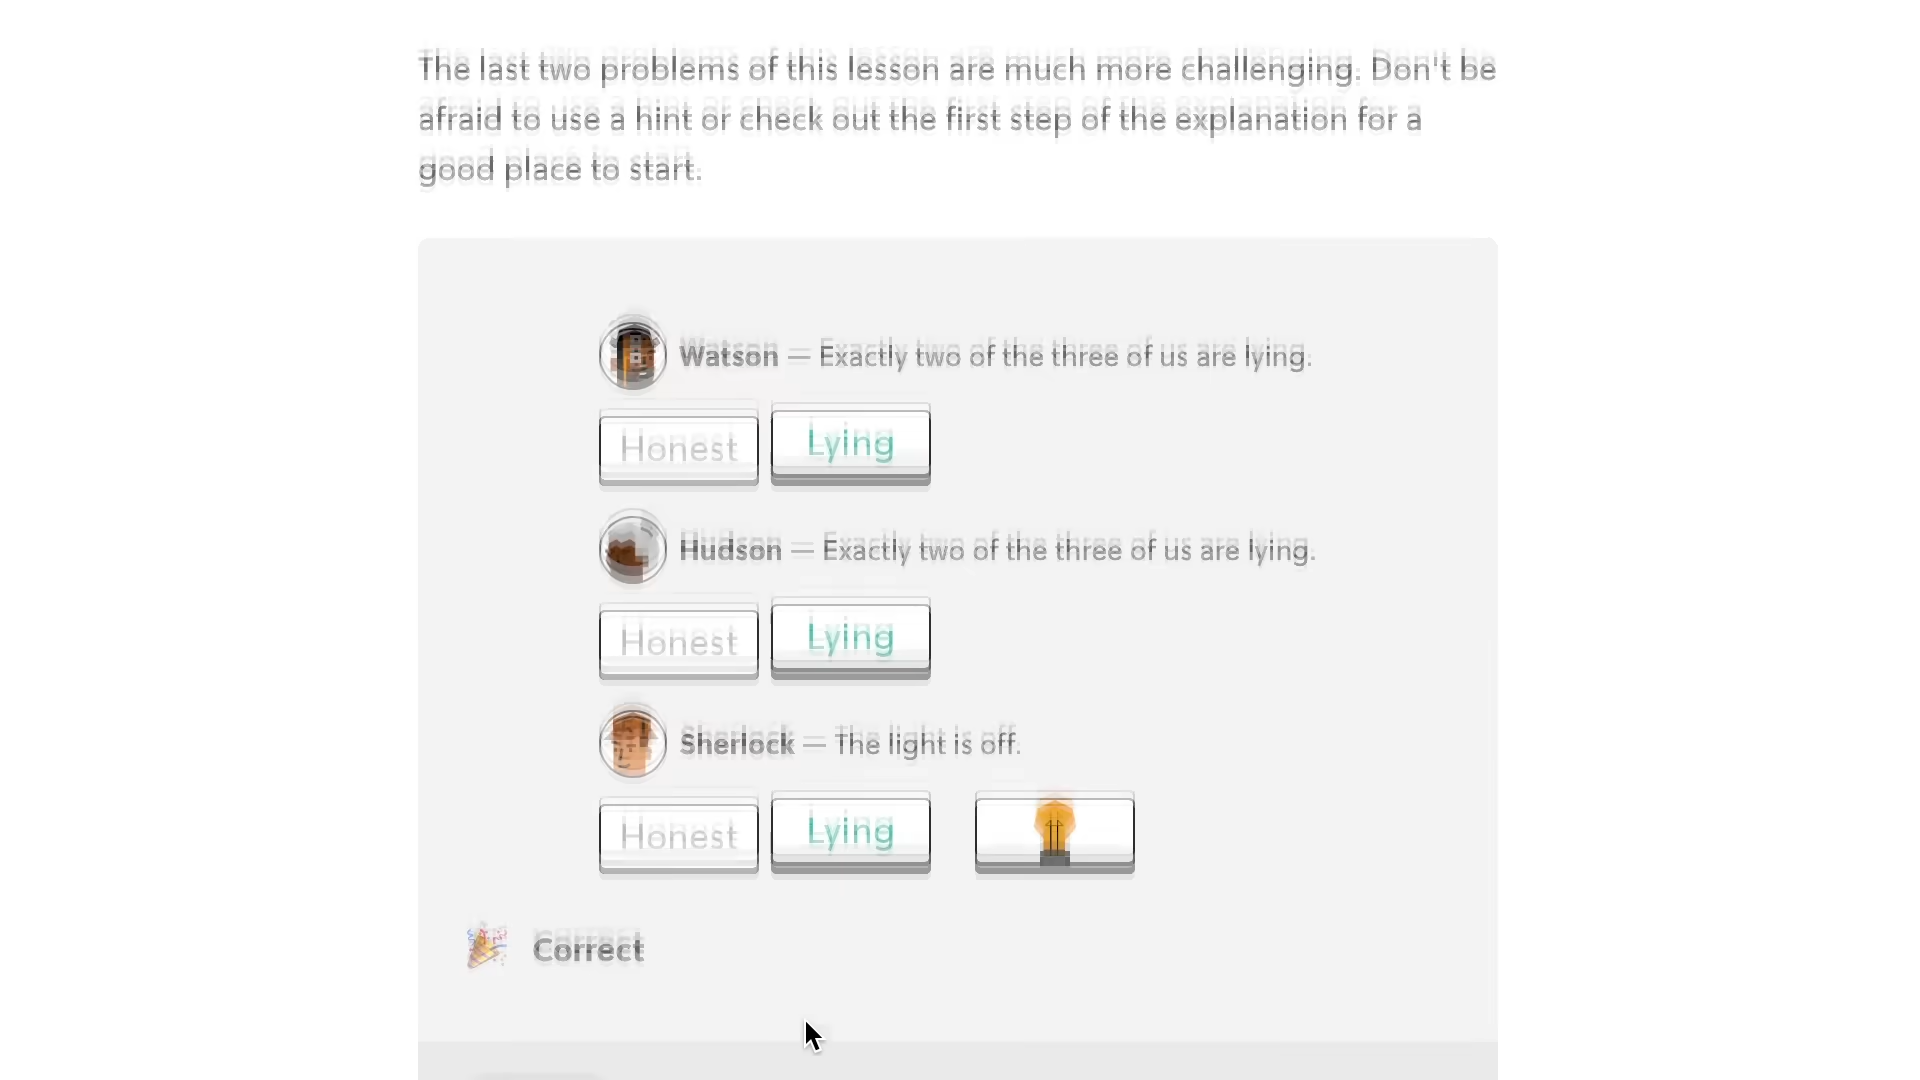 The last two problems of this lesson are much more challenging. Don't be
afraid to use a hint or check out the first step of the explanation for a
good place to start.
Watson — Exactly two of the three of us are lying.
Honest Lying
Hudson — Exactly two of the three of us are lying.
Honest Lying
Sherlock — The light is off.
Honest Lying
Correct